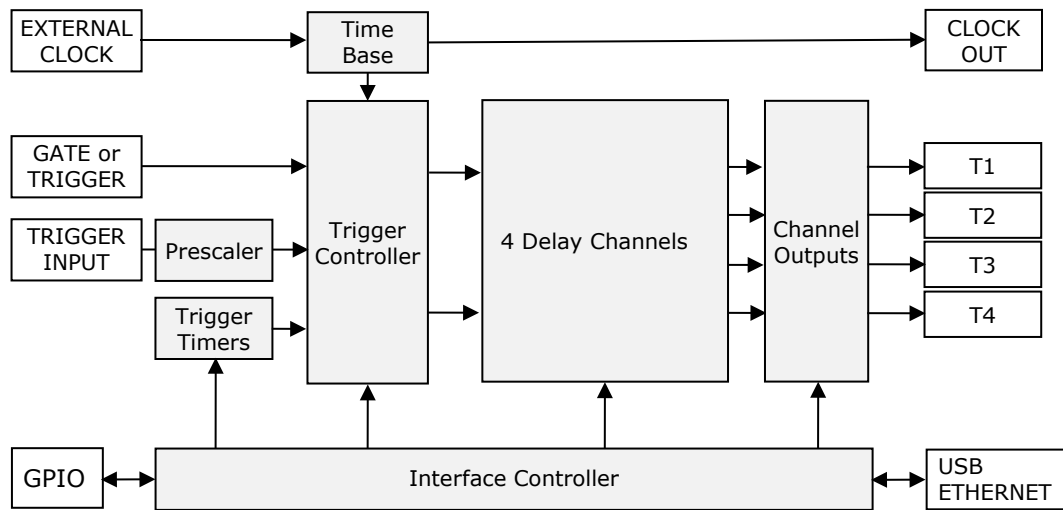 EXTERNAL
CLOCK
Time
Base
CLOCK
OUT
GATE or
TRIGGER
TRIGGER
INPUT
Prescaler
Trigger
Timers
Trigger
Controller
4 Delay Channels
Channel
Outputs
T1
T2
T3
T4
GPIO
Interface Controller
USB
ETHERNET